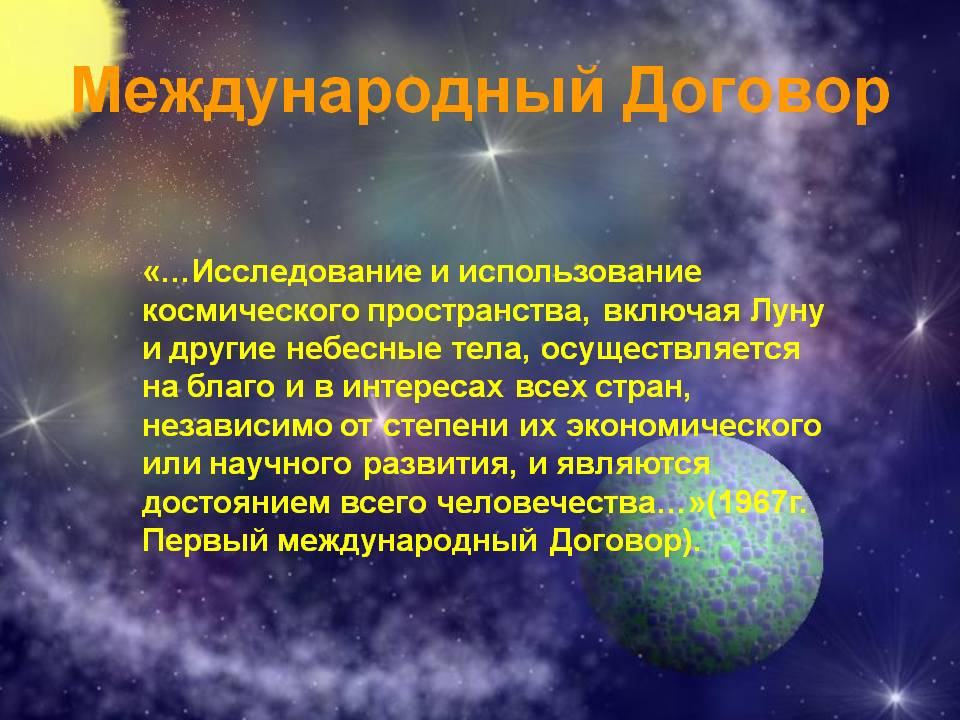 Международный Договор
«…Исследование и использование
космического пространства, включая Луну
и другие небесные тела, осуществляется
на благо и в интересах всех стран,
независимо от степени их экономического
или научного развития, и являются
достоянием всего человечества…»(1967г.
Первый международный Договор).